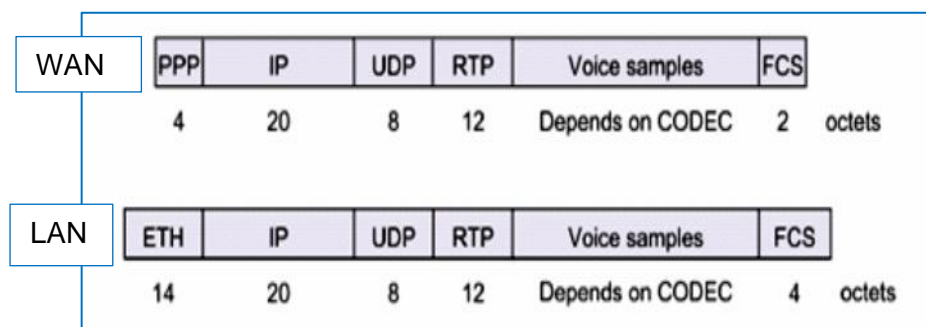 WAN
PPP IP UDP RTP Voice samples FCS
4 20 8 12 Depends on CODEC 2 octets
LAN
ETH IP UDP RTP Voice samples FCS
14 20 8 12 Depends on CODEC 4 octets